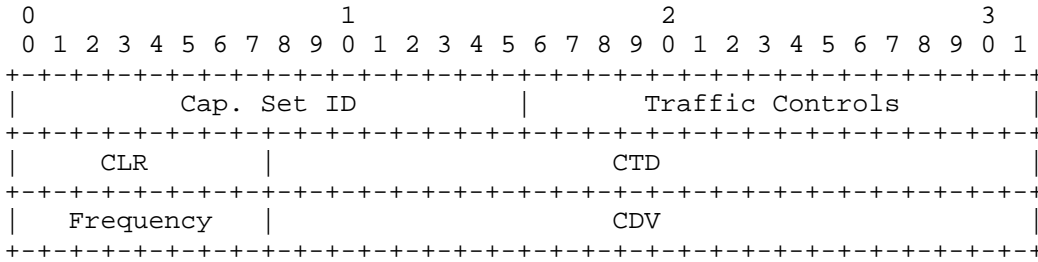 0                   1                   2                   3
 0 1 2 3 4 5 6 7 8 9 0 1 2 3 4 5 6 7 8 9 0 1 2 3 4 5 6 7 8 9 0 1
+-+-+-+-+-+-+-+-+-+-+-+-+-+-+-+-+-+-+-+-+-+-+-+-+-+-+-+-+-+-+-+-+
|          Cap. Set ID          |       Traffic Controls        |
+-+-+-+-+-+-+-+-+-+-+-+-+-+-+-+-+-+-+-+-+-+-+-+-+-+-+-+-+-+-+-+-+
|     CLR       |                     CTD                       |
+-+-+-+-+-+-+-+-+-+-+-+-+-+-+-+-+-+-+-+-+-+-+-+-+-+-+-+-+-+-+-+-+
|   Frequency   |                     CDV                       |
+-+-+-+-+-+-+-+-+-+-+-+-+-+-+-+-+-+-+-+-+-+-+-+-+-+-+-+-+-+-+-+-+